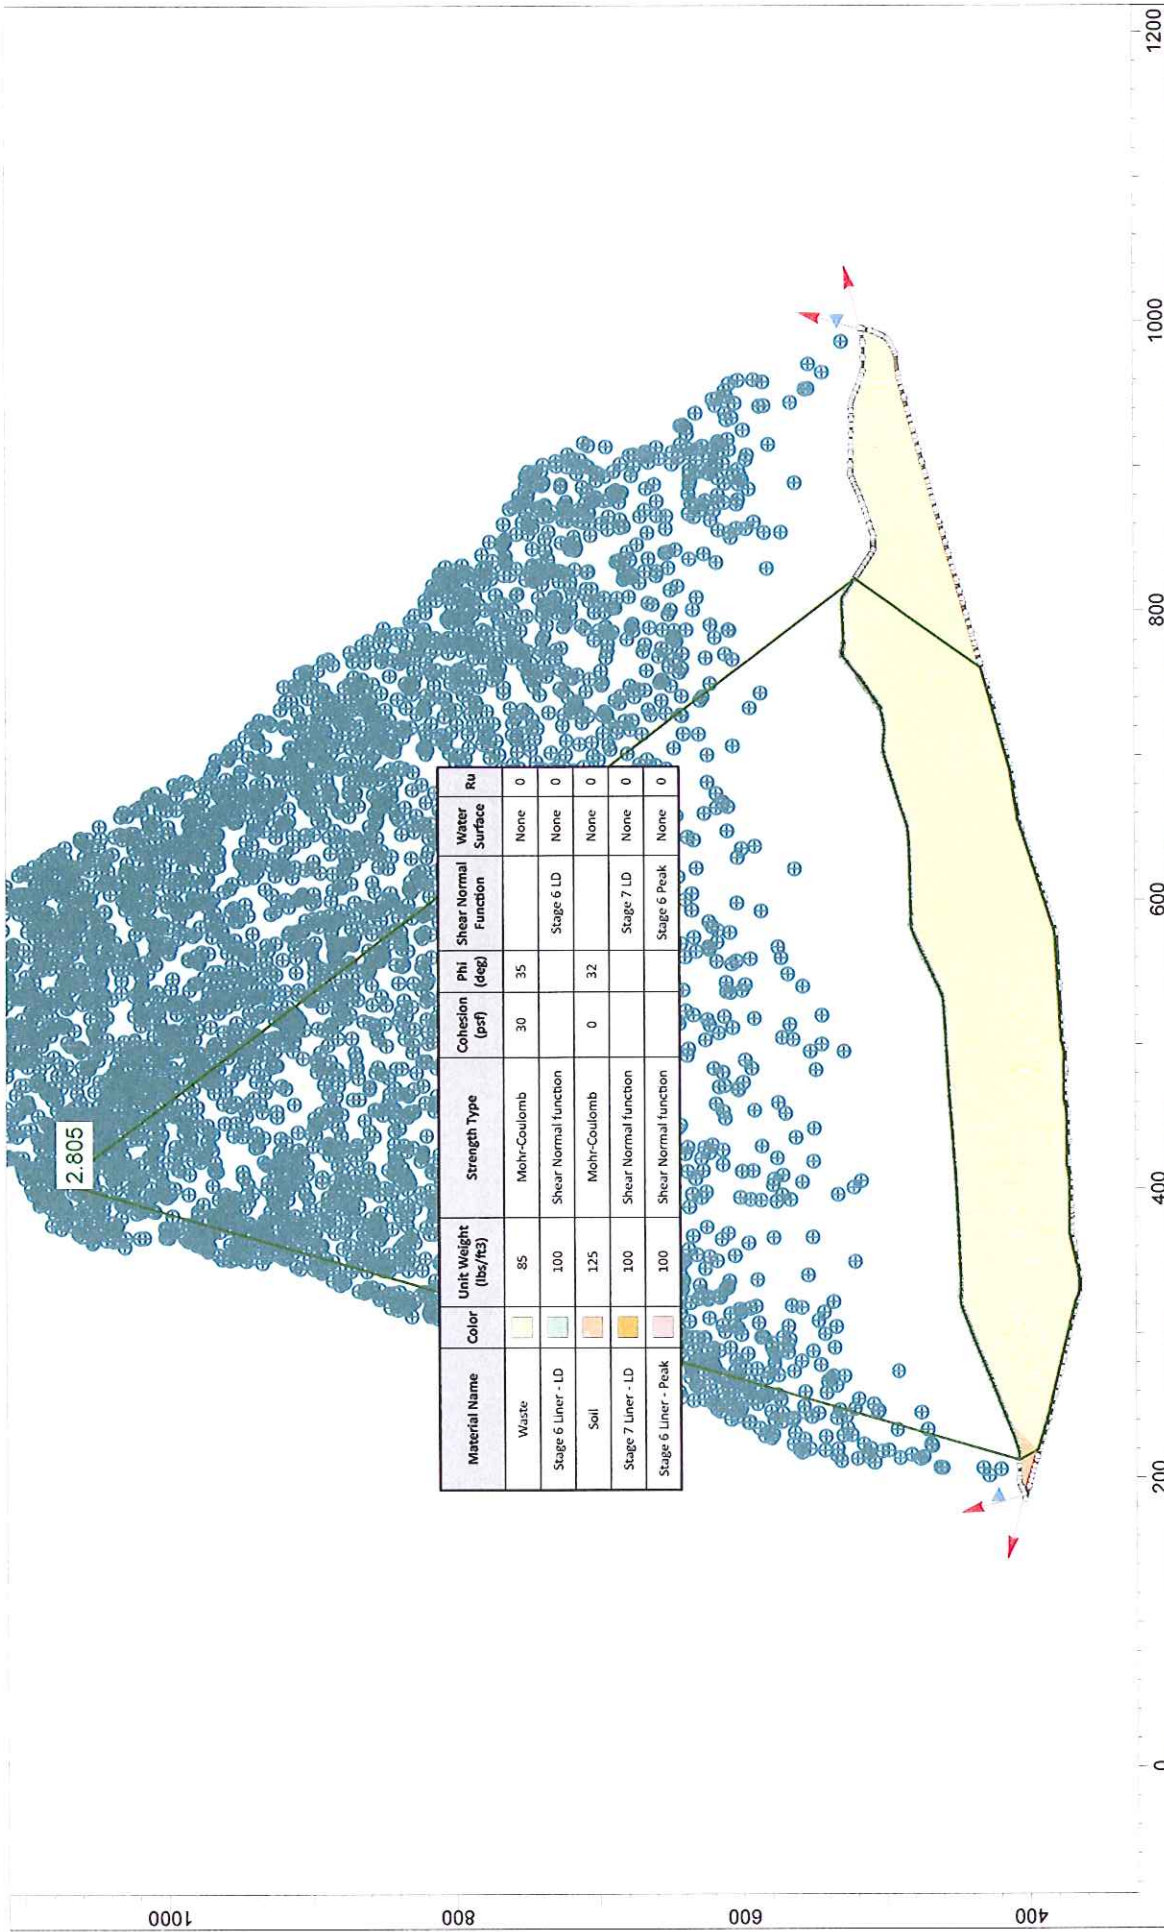 2.805
Material Name Color Unit Weight (lbs/ft3) Strength Type Cohesion (psf) Phi (deg) Shear Normal Function Water Surface Ru
Waste 85 Mohr-Coulomb 30 35 None 0
Stage 6 Liner - LD 100 Shear Normal function Stage 6 LD None 0
Soil 125 Mohr-Coulomb 0 32 None 0
Stage 7 Liner - LD 100 Shear Normal function Stage 7 LD None 0
Stage 6 Liner - Peak 100 Shear Normal function Stage 6 Peak None 0
1000
800
600
400
0 200 400 600 800 1000 1200